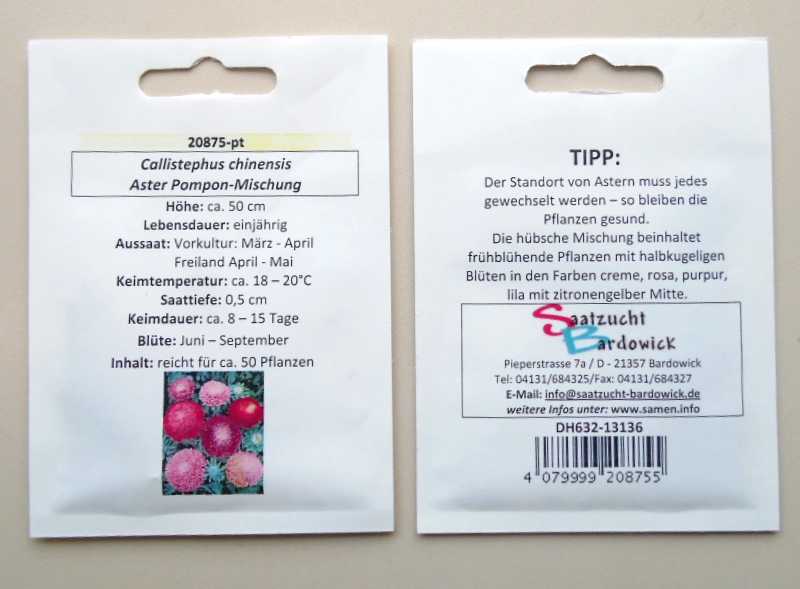 20875-pt
Callistephus chinensis
Aster Pompon-Mischung
Höhe: ca. 50 cm
Lebensdauer: einjährig
Aussaat: Vorkultur: März - April
Freiland April - Mai
Keimtemperatur: ca. 18 – 20°C
Saattiefe: 0,5 cm
Keimdauer: ca. 8 – 15 Tage
Blüte: Juni – September
Inhalt: reicht für ca. 50 Pflanzen
TIPP:
Der Standort von Astern muss jedes
gewechselt werden – so bleiben die
Pflanzen gesund.
Die hübsche Mischung beinhaltet
frühblühende Pflanzen mit halbkugeligen
Blüten in den Farben creme, rosa, purpur,
lila mit zitronengelber Mitte.
Saatzucht
Bardowick
Pieperstrasse 7a / D - 21357 Bardowick
Tel: 04131/684325/Fax: 04131/684327
E-Mail: info@saatzucht-bardowick.de
weitere Infos unter: www.samen.info
DH632-13136
4 079999 208755